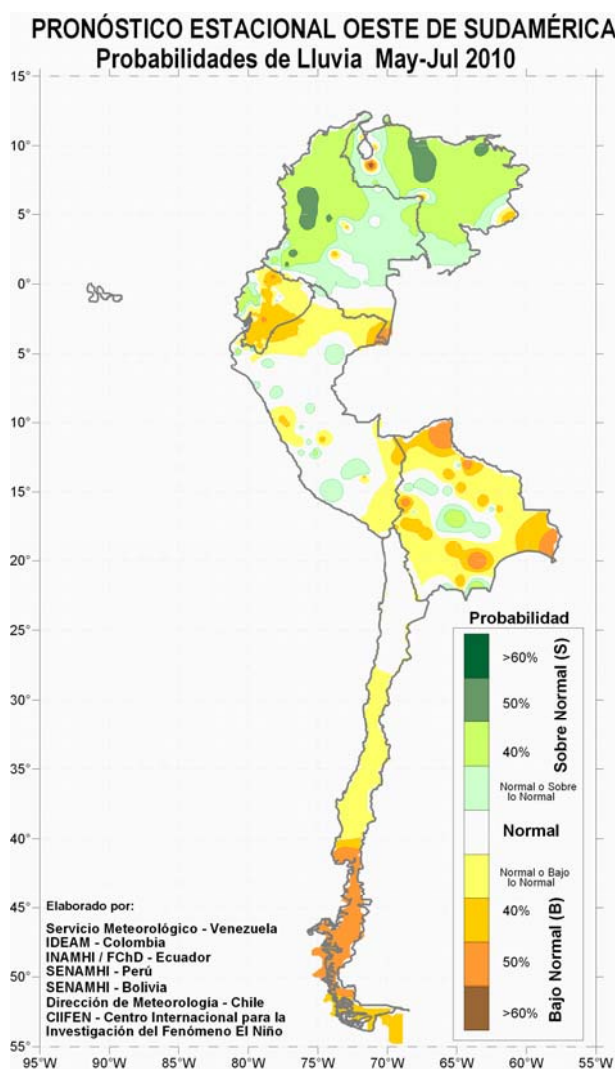 PRONÓSTICO ESTACIONAL OESTE DE SUDAMÉRICA
Probabilidades de Lluvia May-Jul 2010
15°
10°
5°
0°
5°
10°
15°
20°
25°
30°
35°
40°
45°
50°
55°
95°W
90°W
85°W
80°W
75°W
70°W
65°W
60°W
55°W
Probabilidad
>60%
50%
40%
Sobre Normal (S)
Normal o Sobre
lo Normal
Normal
Normal o Bajo
lo Normal
40%
50%
>60%
Bajo Normal (B)
Elaborado por:
Servicio Meteorológico - Venezuela
IDEAM - Colombia
INAMHI / FChD - Ecuador
SENAMHI - Perú
SENAMHI - Bolivia
Dirección de Meteorología - Chile
CIIFEN - Centro Internacional para la
Investigación del Fenómeno El Niño